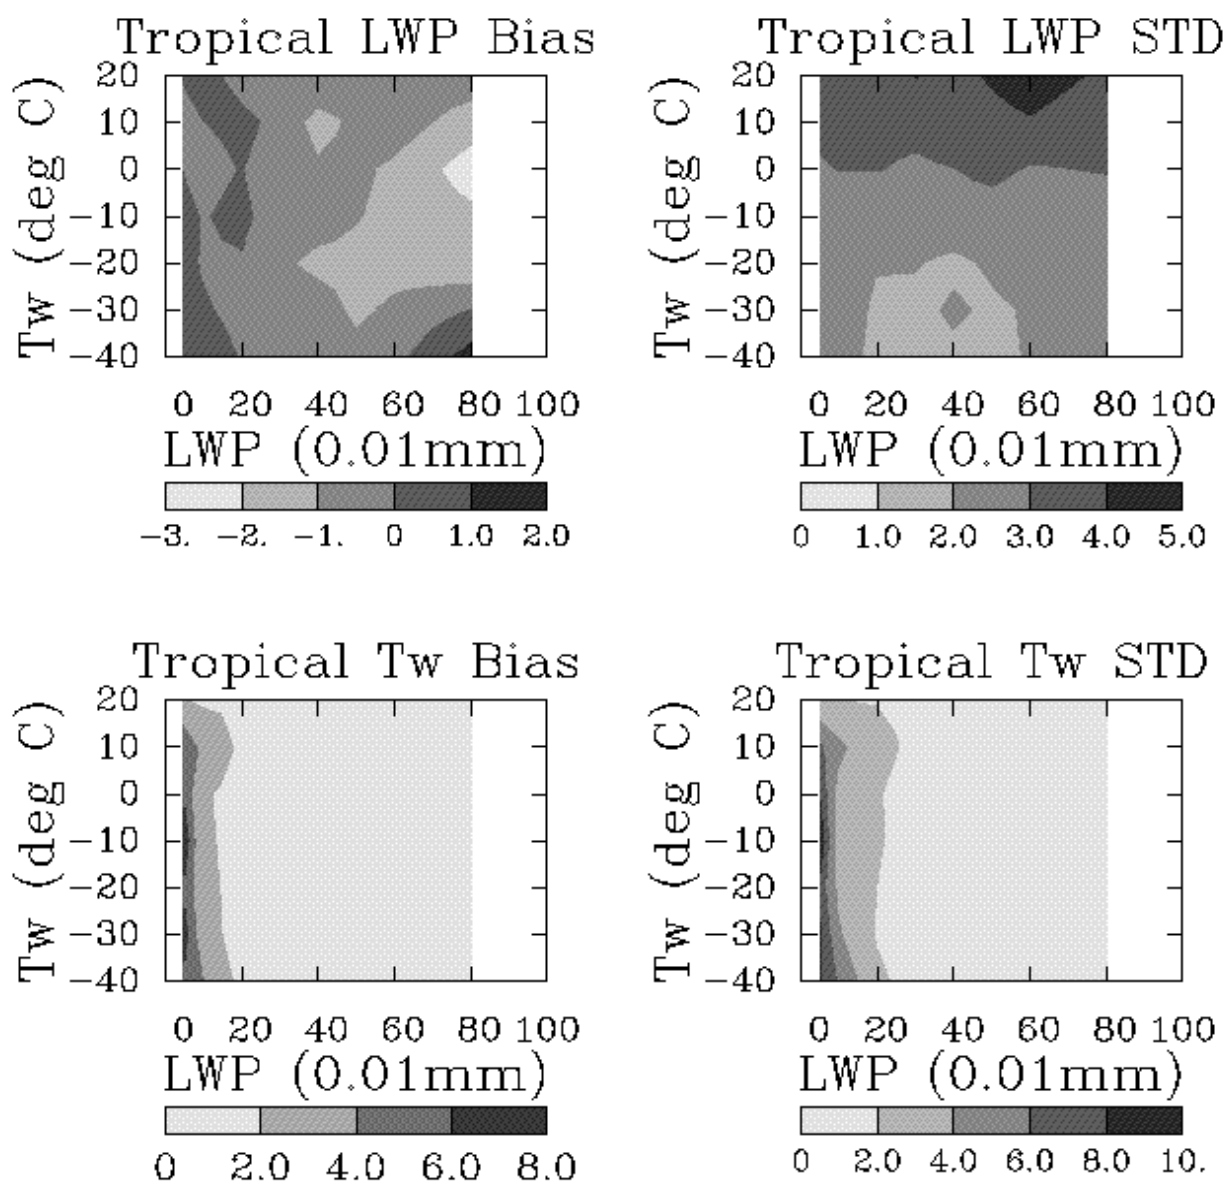 Tropical LWP Bias
Tw (deg C)
20
10
0
−10
−20
−30
−40
0 20 40 60 80 100
LWP (0.01mm)
−3. −2. −1. 0 1.0 2.0
Tropical LWP STD
Tw (deg C)
20
10
0
−10
−20
−30
−40
0 20 40 60 80 100
LWP (0.01mm)
0 1.0 2.0 3.0 4.0 5.0
Tropical Tw Bias
Tw (deg C)
20
10
0
−10
−20
−30
−40
0 20 40 60 80 100
LWP (0.01mm)
0 2.0 4.0 6.0 8.0
Tropical Tw STD
Tw (deg C)
20
10
0
−10
−20
−30
−40
0 20 40 60 80 100
LWP (0.01mm)
0 2.0 4.0 6.0 8.0 10.